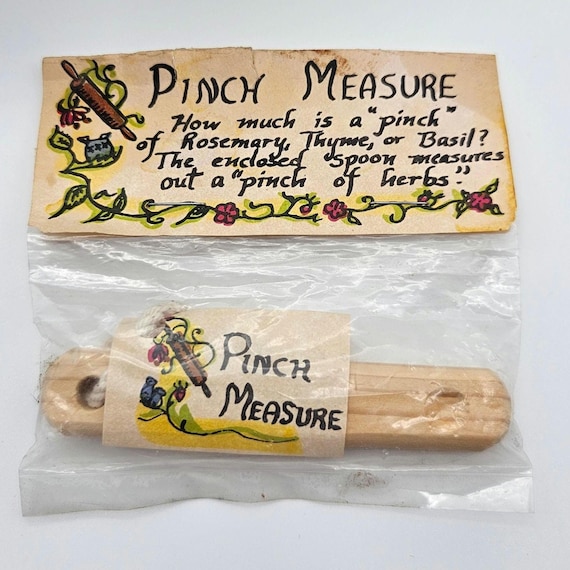 PINCH MEASURE
How much is a "pinch"
of Rosemary, Thyme, or Basil?
The enclosed spoon measures
out a "pinch of herbs."
PINCH
MEASURE